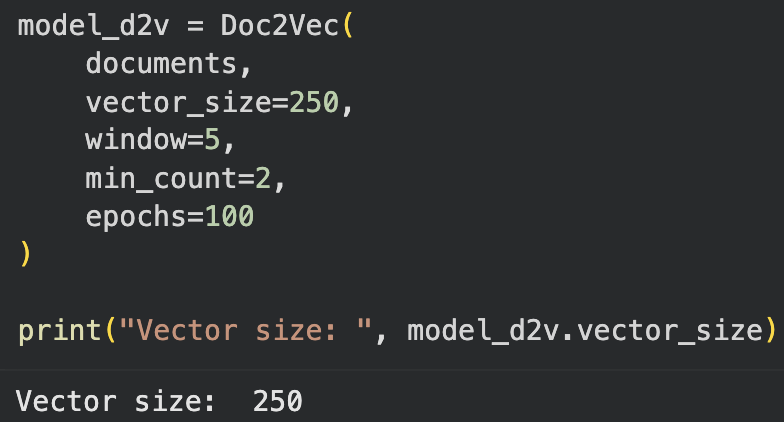 model_d2v = Doc2Vec(
    documents,
    vector_size=250,
    window=5,
    min_count=2,
    epochs=100
)
print("Vector size: ", model_d2v.vector_size)
Vector size:  250